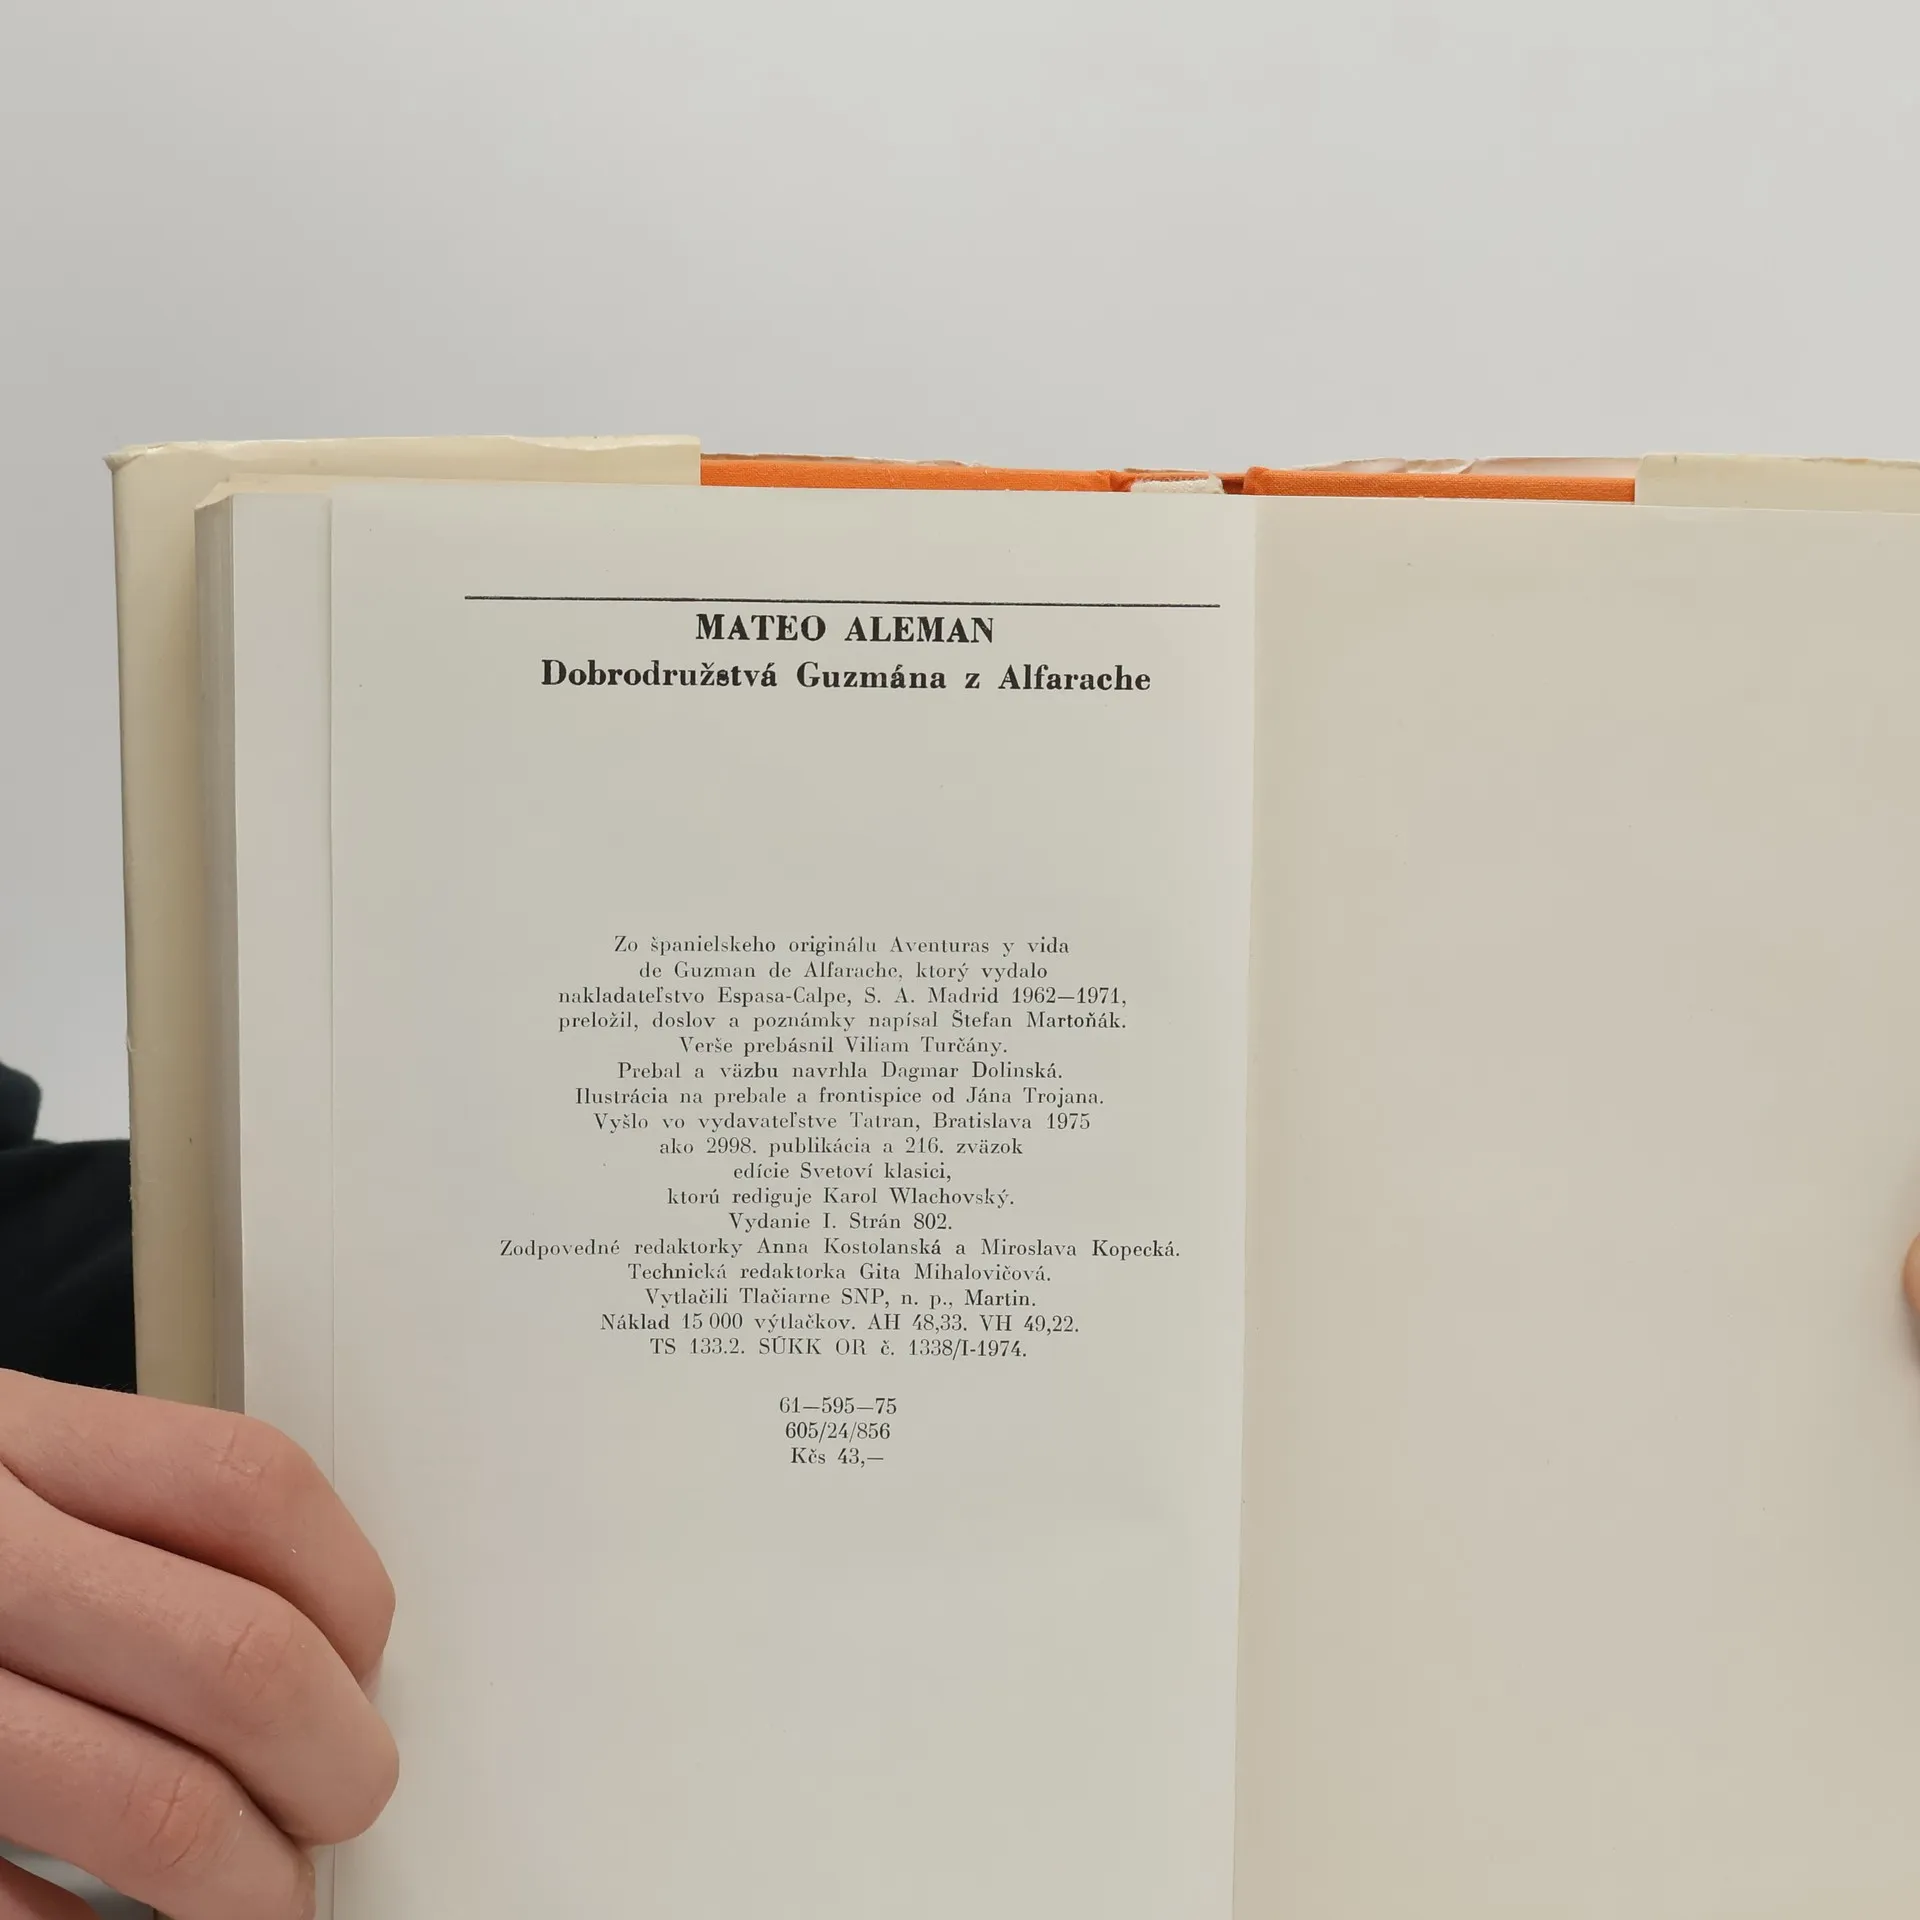 MATEO ALEMAN
Dobrodružstvá Guzmána z Alfarache
Zo španielskeho originálu Aventuras y vida
de Guzman de Alfarache, ktorý vydalo
nakladateľstvo Espasa-Calpe, S. A. Madrid 1962—1971,
preložil, doslov a poznámky napísal Štefan Martoňák.
Verše prebásnil Viliam Turčány.
Prebal a väzbu navrhla Dagmar Dolinská.
Ilustrácia na prebale a frontispice od Jána Trojana.
Vyšlo vo vydavateľstve Tatran, Bratislava 1975
ako 2998. publikácia a 216. zväzok
edície Svetoví klasici,
ktorú rediguje Karol Wlachovský.
Vydanie I. Strán 802.
Zodpovedné redaktorky Anna Kostolanská a Miroslava Kopecká.
Technická redaktorka Gita Mihalovičová.
Vytlačili Tlačiarne SNP, n. p., Martin.
Náklad 15 000 výtlačkov. AH 48,33. VH 49,22.
TS 133.2. SÚKK OR č. 1338/I-1974.
61—595—75
605/24/856
Kčs 43,—